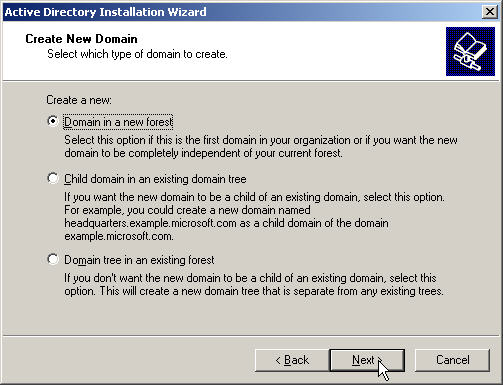 Active Directory Installation Wizard
Create New Domain
Select which type of domain to create.
Create a new:
Domain in a new forest
Select this option if this is the first domain in your organization or if you want the new
domain to be completely independent of your current forest.
Child domain in an existing domain tree
If you want the new domain to be a child of an existing domain, select this option.
For example, you could create a new domain named
headquarters.example.microsoft.com as a child domain of the domain
example.microsoft.com.
Domain tree in an existing forest
If you don't want the new domain to be a child of an existing domain, select this
option. This will create a new domain tree that is separate from any existing trees.
< Back
Next >
Cancel